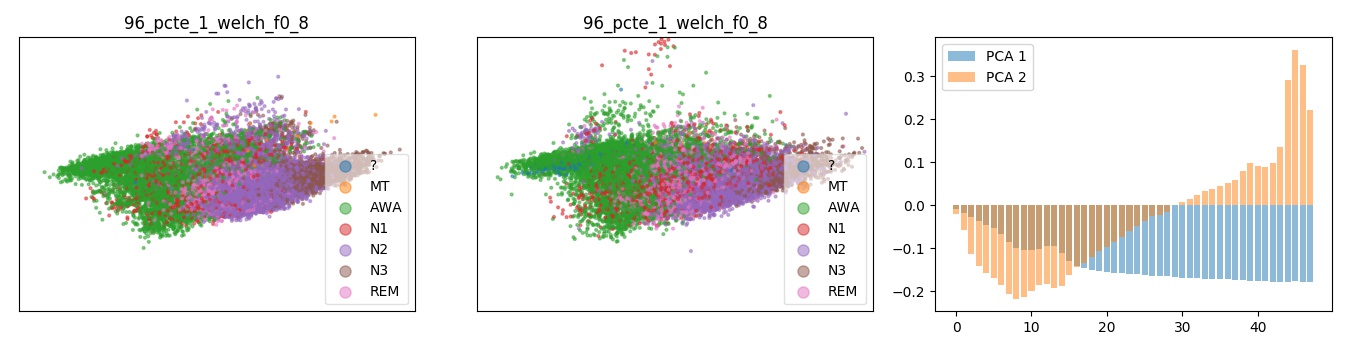 96_pcte_1_welch_f0_8
?
MT
AWA
N1
N2
N3
REM
96_pcte_1_welch_f0_8
?
MT
AWA
N1
N2
N3
REM
PCA 1
PCA 2
0.3
0.2
0.1
0.0
−0.1
−0.2
0 10 20 30 40